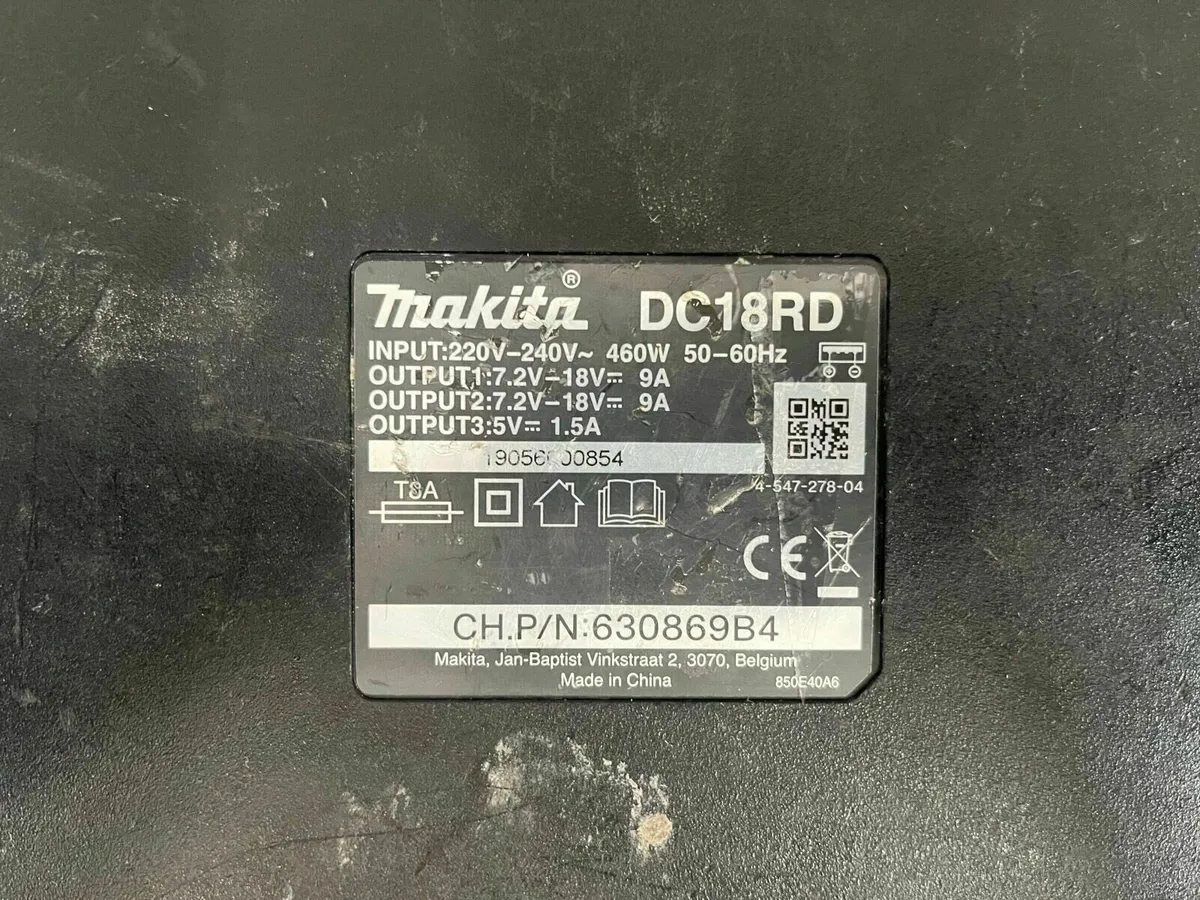 makita® DC18RD
INPUT:220V–240V~ 460W 50–60Hz
OUTPUT1:7.2V–18V⎓ 9A
OUTPUT2:7.2V–18V⎓ 9A
OUTPUT3:5V⎓ 1.5A
4-547-278-04
T8A
CE
CH.P/N:630869B4
Makita, Jan-Baptist Vinkstraat 2, 3070, Belgium
Made in China 850E40A6